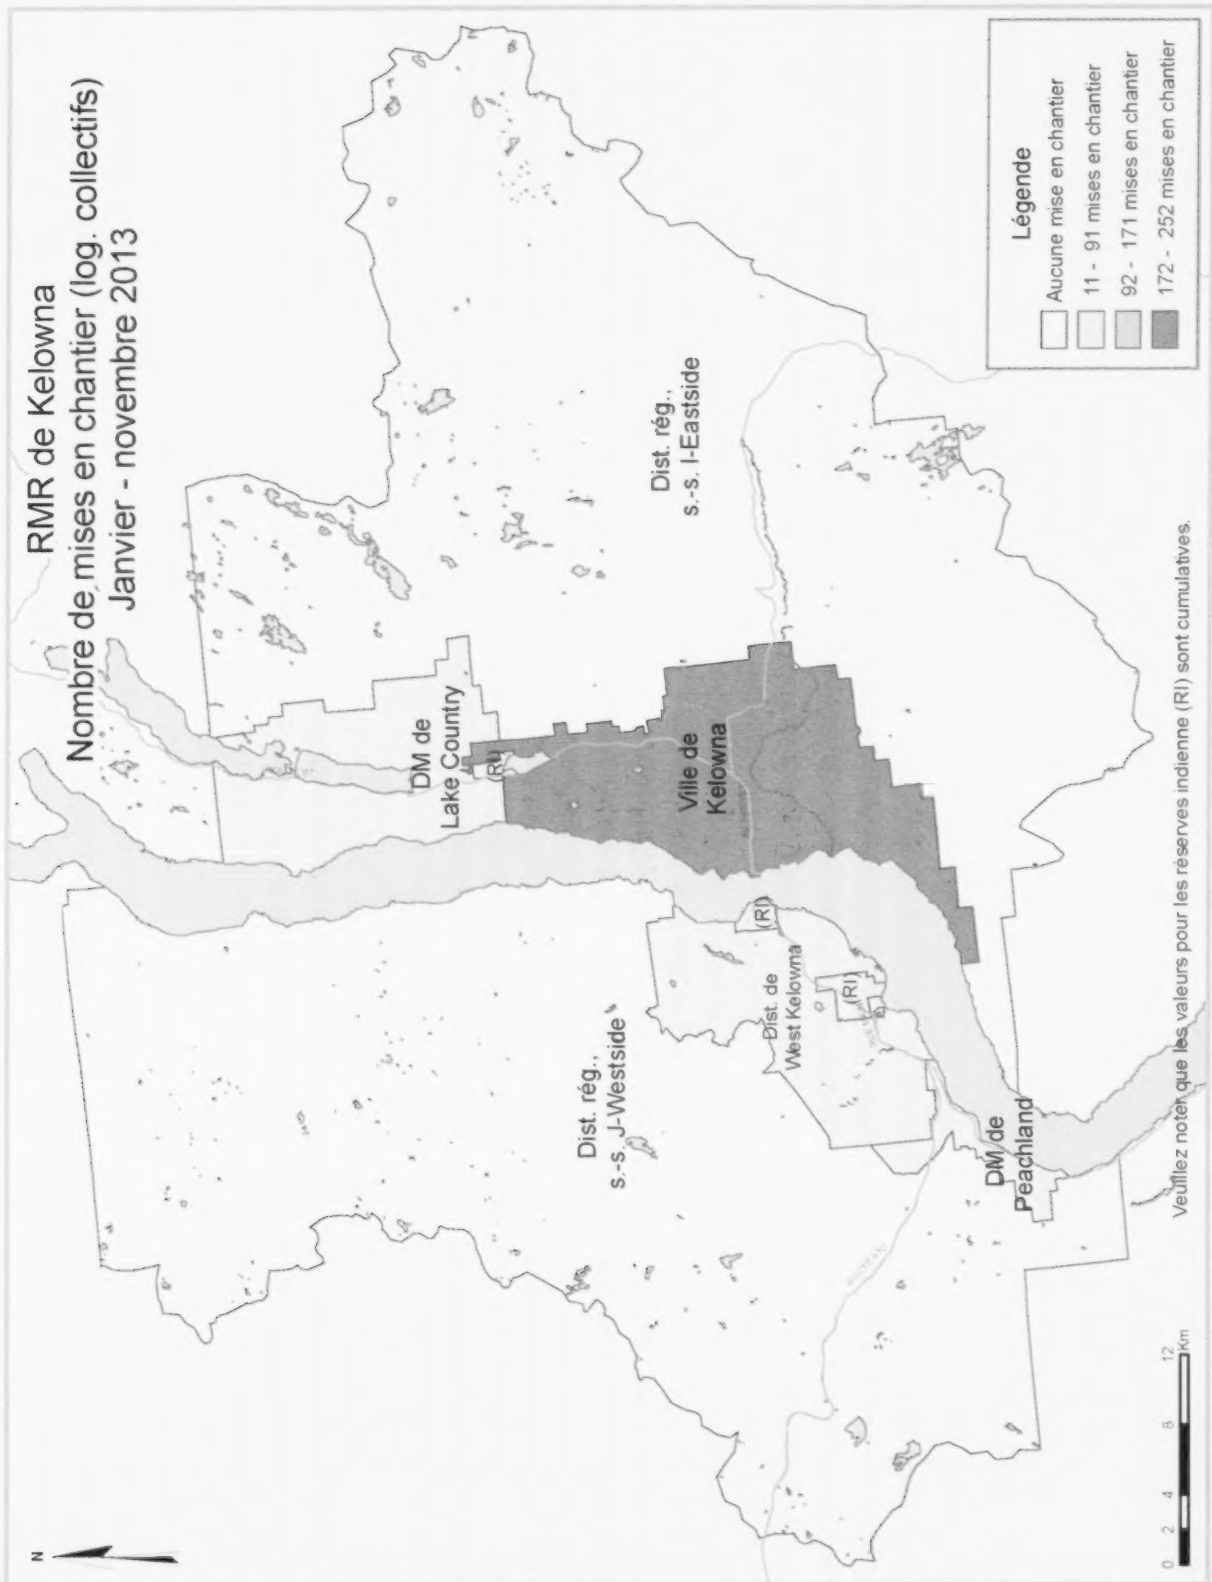 RMR de Kelowna
Nombre de mises en chantier (log. collectifs)
Janvier - novembre 2013
N
DM de
Lake Country
(RI)
Dist. rég.,
s.-s. J-Westside
Dist. rég.,
s.-s. I-Eastside
Ville de
Kelowna
(RI)
Dist. de
West Kelowna
(RI)
DM de
Peachland
Légende
Aucune mise en chantier
11 - 91 mises en chantier
92 - 171 mises en chantier
172 - 252 mises en chantier
0 2 4 8 12
Km
Veuillez noter que les valeurs pour les réserves indienne (RI) sont cumulatives.